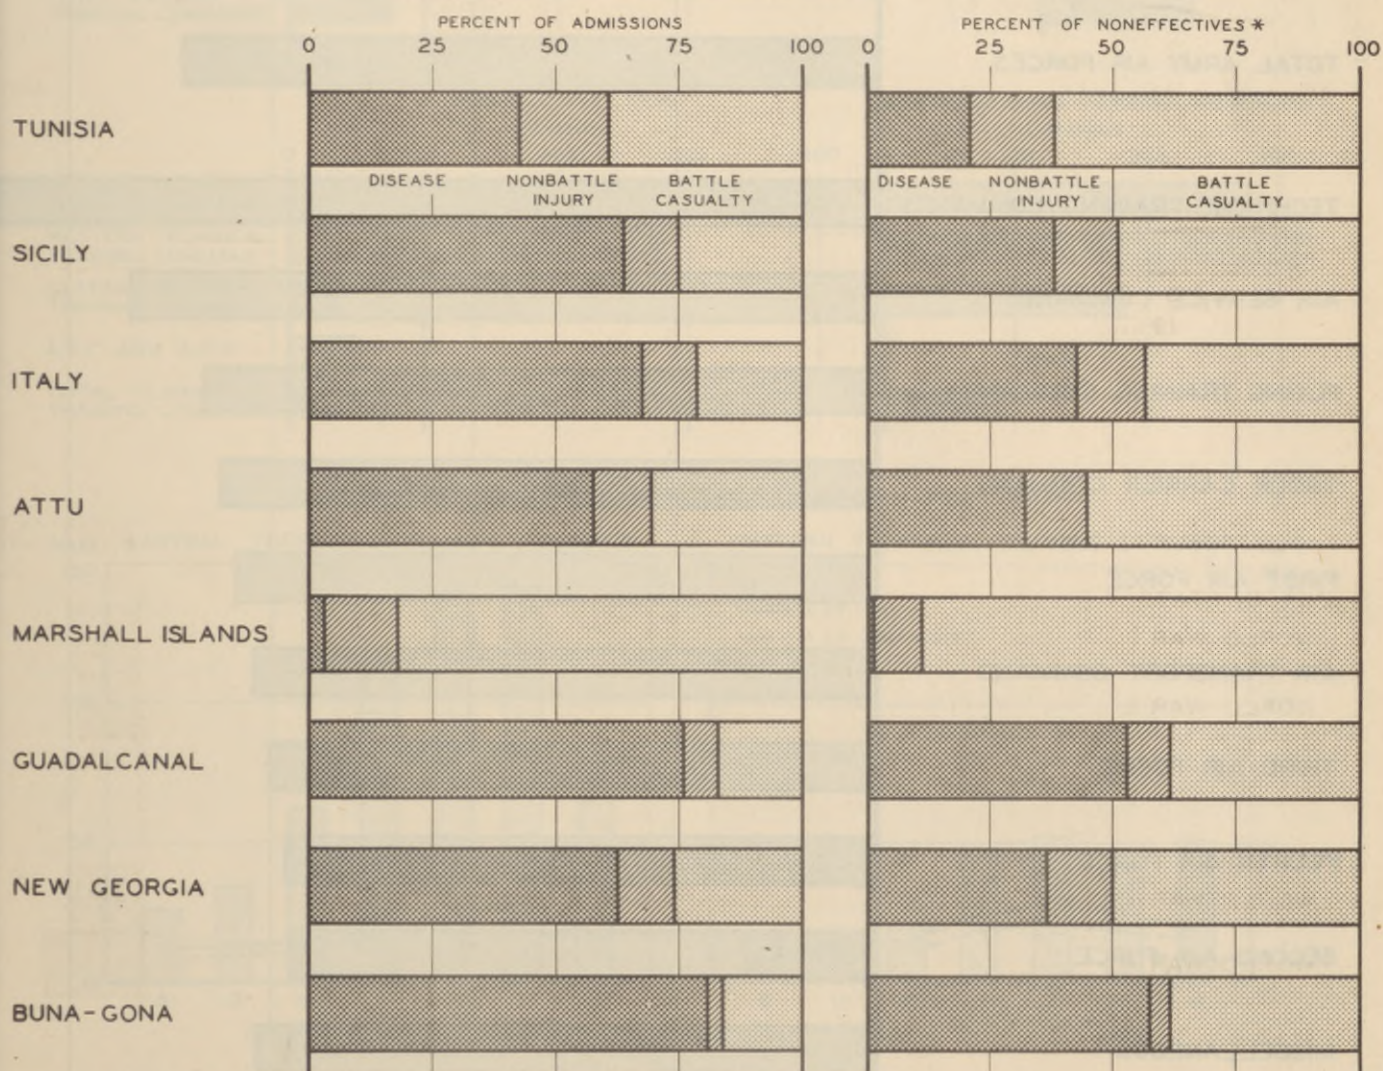 PERCENT OF ADMISSIONS
PERCENT OF NONEFFECTIVES *
0 25 50 75 100
0 25 50 75 100
TUNISIA
DISEASE
NONBATTLE
INJURY
BATTLE
CASUALTY
DISEASE
NONBATTLE
INJURY
BATTLE
CASUALTY
SICILY
ITALY
ATTU
MARSHALL ISLANDS
GUADALCANAL
NEW GEORGIA
BUNA-GONA